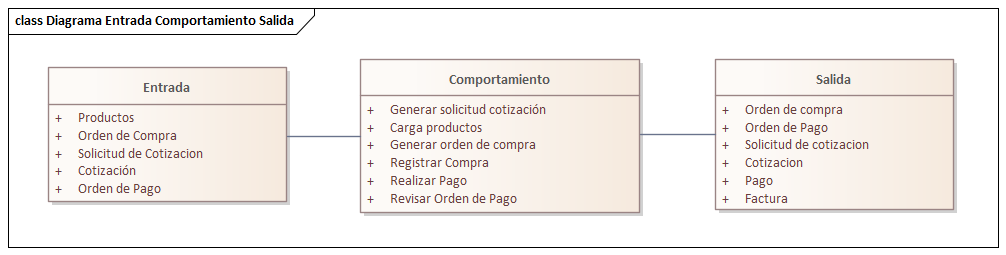 class Diagrama Entrada Comportamiento Salida
Entrada
+ Productos
+ Orden de Compra
+ Solicitud de Cotizacion
+ Cotización
+ Orden de Pago
Comportamiento
+ Generar solicitud cotización
+ Carga productos
+ Generar orden de compra
+ Registrar Compra
+ Realizar Pago
+ Revisar Orden de Pago
Salida
+ Orden de compra
+ Orden de Pago
+ Solicitud de cotizacion
+ Cotizacion
+ Pago
+ Factura